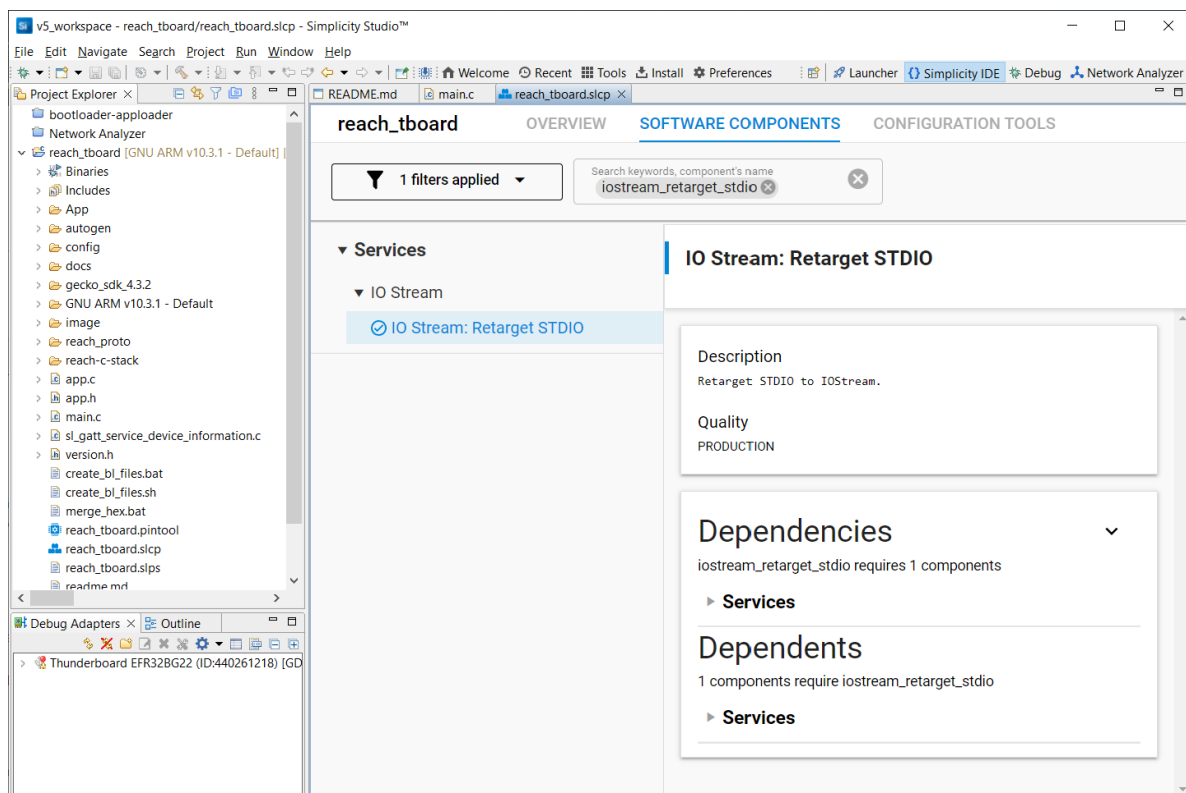 v5_workspace - reach_tboard/reach_tboard.slcp - Simplicity Studio™
File Edit Navigate Search Project Run Window Help
Welcome Recent Tools Install Preferences Launcher {} Simplicity IDE Debug Network Analyzer
Project Explorer
README.md main.c reach_tboard.slcp
bootloader-apploader
Network Analyzer
reach_tboard [GNU ARM v10.3.1 - Default] [
Binaries
Includes
App
autogen
config
docs
gecko_sdk_4.3.2
GNU ARM v10.3.1 - Default
image
reach_proto
reach-c-stack
app.c
app.h
main.c
sl_gatt_service_device_information.c
version.h
create_bl_files.bat
create_bl_files.sh
merge_hex.bat
reach_tboard.pintool
reach_tboard.slcp
reach_tboard.slps
readme.md
Debug Adapters Outline
Thunderboard EFR32BG22 (ID:440261218) [GD
reach_tboard OVERVIEW SOFTWARE COMPONENTS CONFIGURATION TOOLS
1 filters applied
Search keywords, component's name
iostream_retarget_stdio
Services
IO Stream
IO Stream: Retarget STDIO
IO Stream: Retarget STDIO
Description
Retarget STDIO to IOStream.
Quality
PRODUCTION
Dependencies
iostream_retarget_stdio requires 1 components
Services
Dependents
1 components require iostream_retarget_stdio
Services